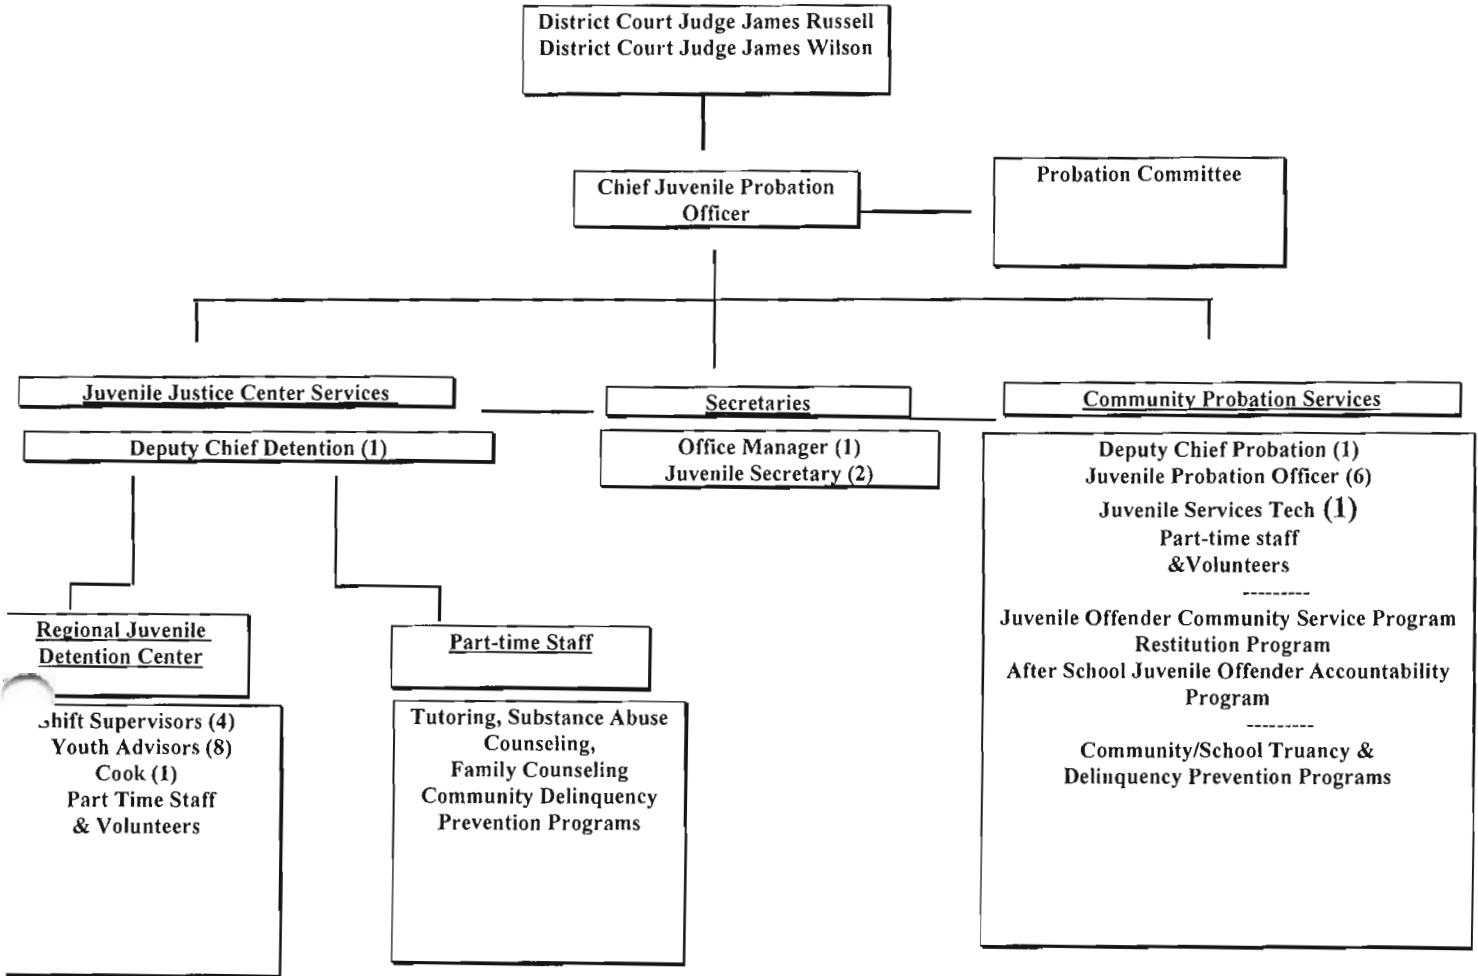 District Court Judge James Russell
District Court Judge James Wilson
Chief Juvenile Probation
Officer
Probation Committee
Juvenile Justice Center Services
Deputy Chief Detention (1)
Secretaries
Office Manager (1)
Juvenile Secretary (2)
Community Probation Services
Deputy Chief Probation (1)
Juvenile Probation Officer (6)
Juvenile Services Tech (1)
Part-time staff
&Volunteers
---------
Juvenile Offender Community Service Program
Restitution Program
After School Juvenile Offender Accountability
Program
---------
Community/School Truancy &
Delinquency Prevention Programs
Regional Juvenile
Detention Center
Shift Supervisors (4)
Youth Advisors (8)
Cook (1)
Part Time Staff
& Volunteers
Part-time Staff
Tutoring, Substance Abuse
Counseling,
Family Counseling
Community Delinquency
Prevention Programs